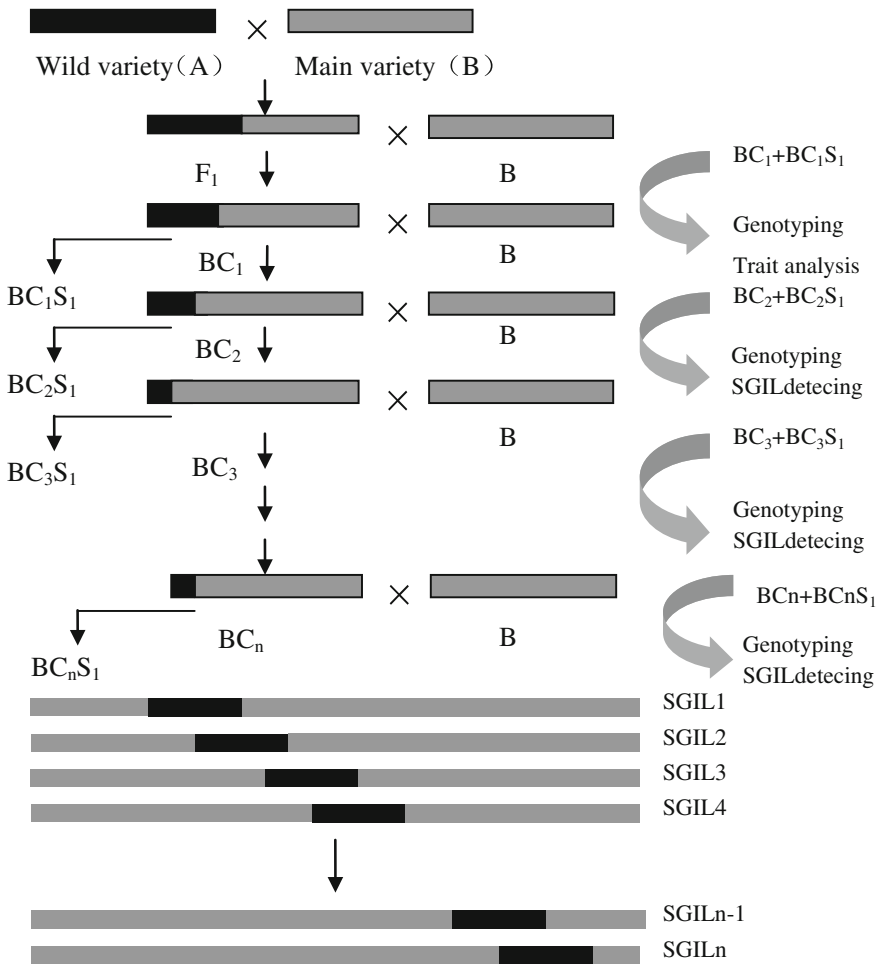 ×
Wild variety（A） Main variety （B）
×
F₁ B
BC₁+BC₁S₁
Genotyping
Trait analysis
×
BC₁ B
BC₁S₁
BC₂+BC₂S₁
Genotyping
SGILdetecing
×
BC₂ B
BC₂S₁
×
BC₃ B
BC₃S₁
BC₃+BC₃S₁
Genotyping
SGILdetecing
×
BCₙ B
BCₙS₁
BCn+BCnS₁
Genotyping
SGILdetecing
SGIL1
SGIL2
SGIL3
SGIL4
SGILn-1
SGILn